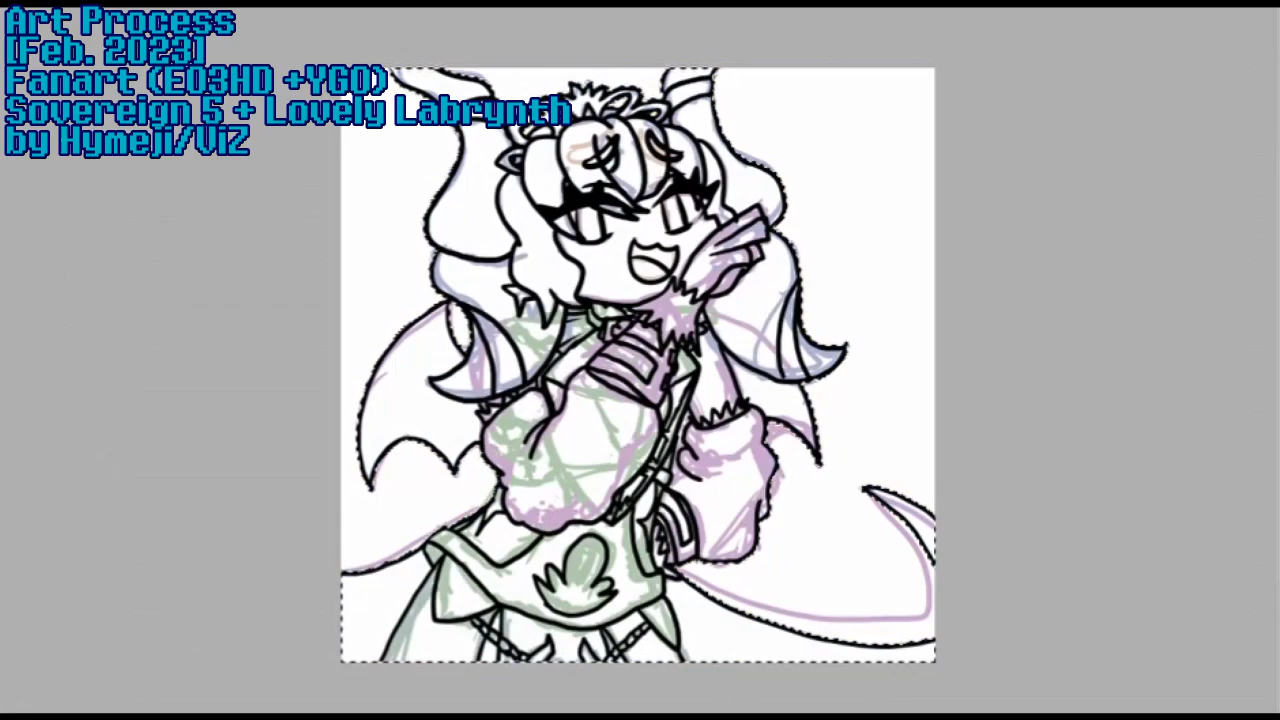 Art Process
[Feb. 2023]
Fanart (EO3HD +YGO)
Sovereign 5 + Lovely Labrynth
by Hymeji/ViZ